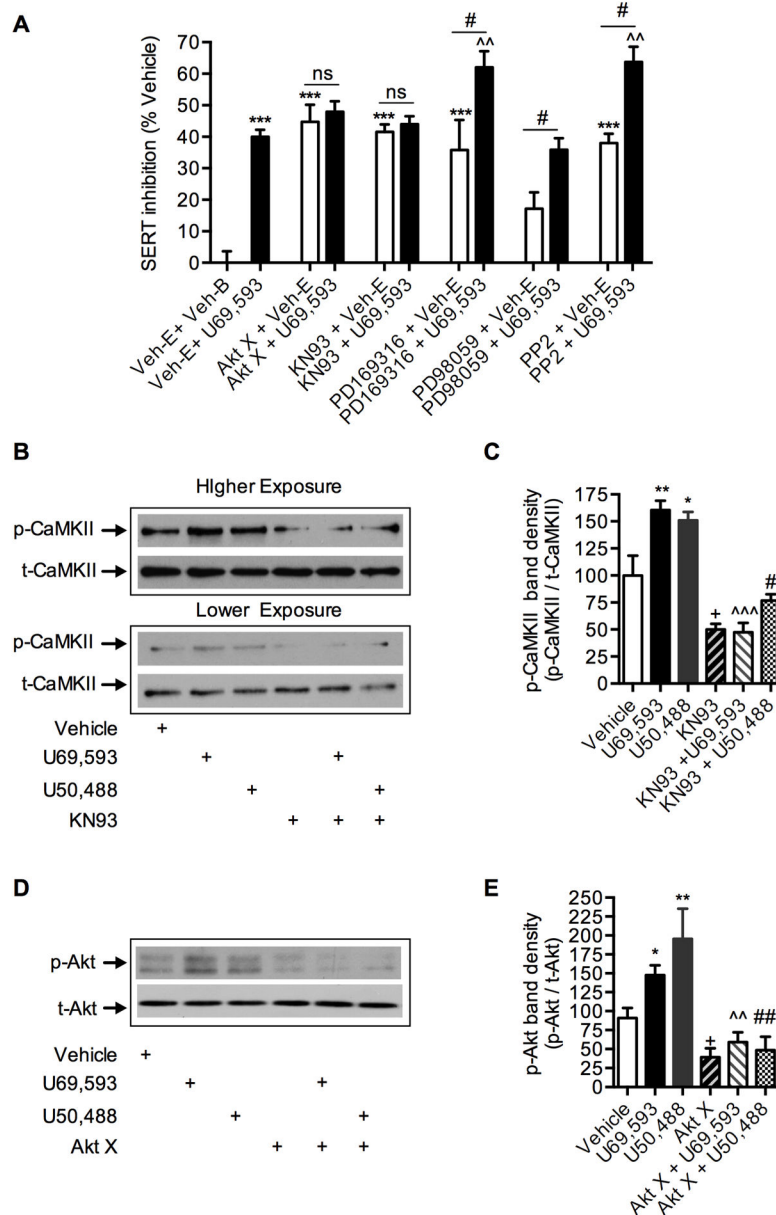 A
SERT inhibition (% Vehicle)
70
60
50
40
30
20
10
0
***
***
ns
***
ns
***
#
^^
#
***
#
^^
Veh-E+ Veh-B
Veh-E+ U69,593
Akt X + Veh-E
Akt X + U69,593
KN93 + Veh-E
KN93 + U69,593
PD169316 + Veh-E
PD169316 + U69,593
PD98059 + Veh-E
PD98059 + U69,593
PP2 + Veh-E
PP2 + U69,593
B
HIgher Exposure
p-CaMKII
t-CaMKII
Lower Exposure
p-CaMKII
t-CaMKII
Vehicle +
U69,593 + +
U50,488 + +
KN93 + + +
C
p-CaMKII band density
(p-CaMKII / t-CaMKII)
175
150
125
100
75
50
25
0
**
*
+
^^^
#
Vehicle
U69,593
U50,488
KN93
KN93 +U69,593
KN93 + U50,488
D
p-Akt
t-Akt
Vehicle +
U69,593 + +
U50,488 + +
Akt X + + +
E
p-Akt band density
(p-Akt / t-Akt)
250
225
200
175
150
125
100
75
50
25
0
*
**
+
^^
##
Vehicle
U69,593
U50,488
Akt X
Akt X + U69,593
Akt X + U50,488